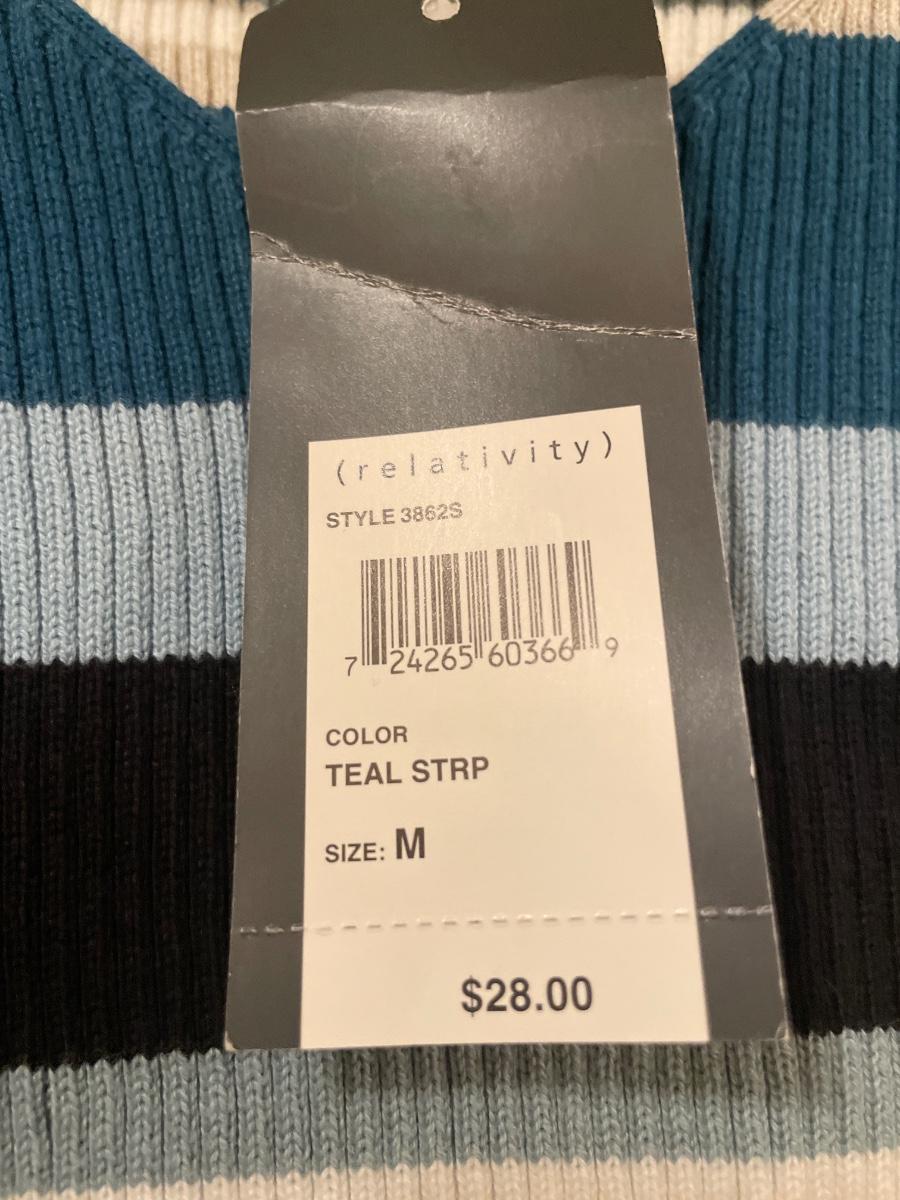 (relativity)
STYLE 3862S
7 24265 60366 9
COLOR
TEAL STRP
SIZE: M
$28.00